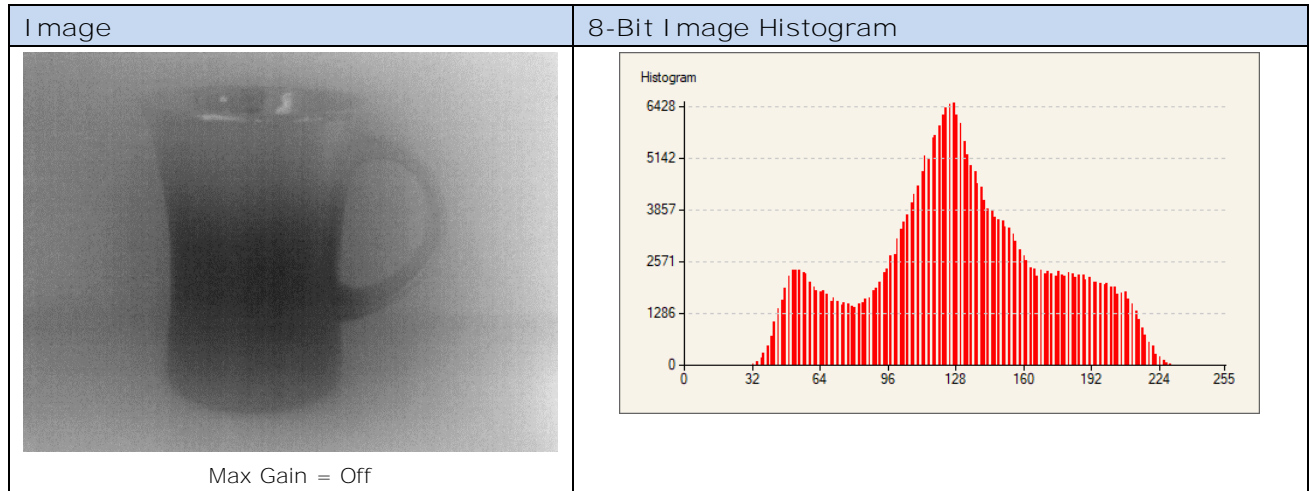 Image
8-Bit Image Histogram
Histogram
6428
5142
3857
2571
1286
0
0 32 64 96 128 160 192 224 255
Max Gain = Off